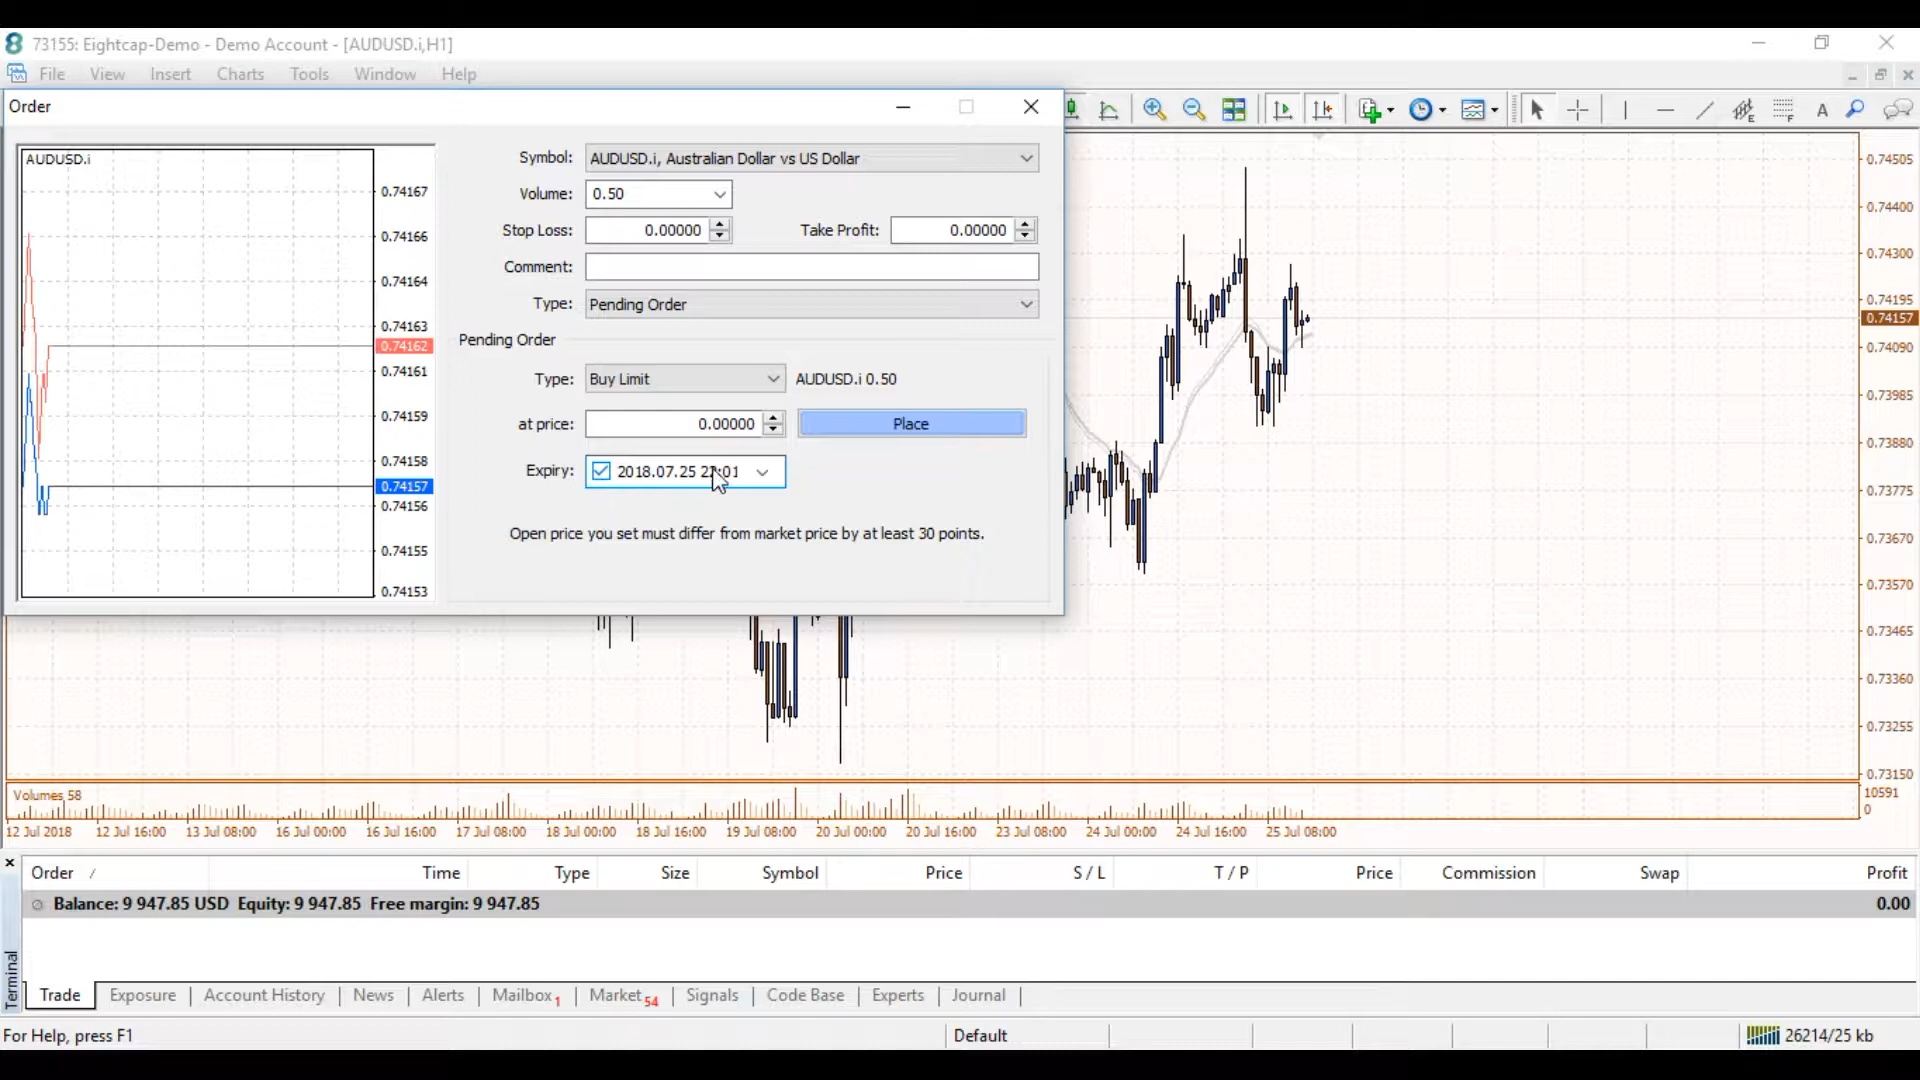 73155: Eightcap-Demo - Demo Account - [AUDUSD.i,H1]
File View Insert Charts Tools Window Help
Order
AUDUSD.i
0.74167
0.74166
0.74164
0.74163
0.74162
0.74161
0.74159
0.74158
0.74157
0.74156
0.74155
0.74153
Symbol: AUDUSD.i, Australian Dollar vs US Dollar
Volume: 0.50
Stop Loss: 0.00000 Take Profit: 0.00000
Comment:
Type: Pending Order
Pending Order
Type: Buy Limit AUDUSD.i 0.50
at price: 0.00000 Place
Expiry: 2018.07.25
Open price you set must differ from market price by at least 30 points.
0.74505
0.74400
0.74300
0.74195
0.74157
0.74090
0.73985
0.73880
0.73775
0.73670
0.73570
0.73465
0.73360
0.73255
0.73150
Volumes 58
10591
0
12 Jul 2018 12 Jul 16:00 13 Jul 08:00 16 Jul 00:00 16 Jul 16:00 17 Jul 08:00 18 Jul 00:00 18 Jul 16:00 19 Jul 08:00 20 Jul 00:00 20 Jul 16:00 23 Jul 08:00 24 Jul 00:00 24 Jul 16:00 25 Jul 08:00
Order / Time Type Size Symbol Price S / L T / P Price Commission Swap Profit
Balance: 9 947.85 USD Equity: 9 947.85 Free margin: 9 947.85 0.00
Terminal
Trade Exposure Account History News Alerts Mailbox 1 Market 54 Signals Code Base Experts Journal
For Help, press F1 Default 26214/25 kb